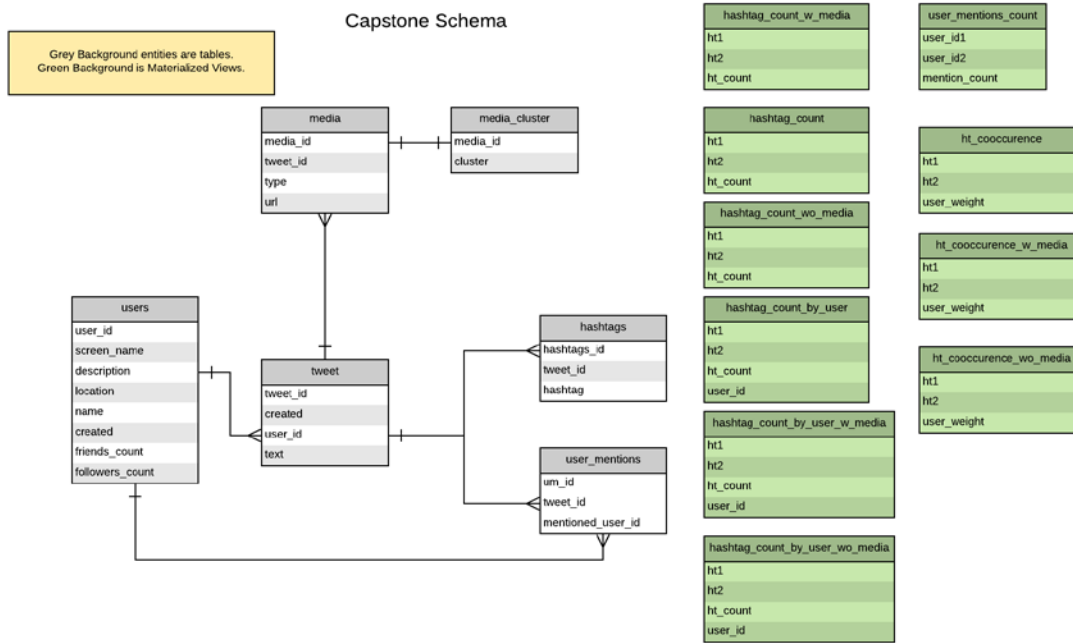 Capstone Schema
Grey Background entities are tables.
Green Background is Materialized Views.
media
media_id
tweet_id
type
url
media_cluster
media_id
cluster
users
user_id
screen_name
description
location
name
created
friends_count
followers_count
tweet
tweet_id
created
user_id
text
hashtags
hashtags_id
tweet_id
hashtag
user_mentions
um_id
tweet_id
mentioned_user_id
hashtag_count_w_media
ht1
ht2
ht_count
hashtag_count
ht1
ht2
ht_count
hashtag_count_wo_media
ht1
ht2
ht_count
hashtag_count_by_user
ht1
ht2
ht_count
user_id
hashtag_count_by_user_w_media
ht1
ht2
ht_count
user_id
hashtag_count_by_user_wo_media
ht1
ht2
ht_count
user_id
user_mentions_count
user_id1
user_id2
mention_count
ht_cooccurence
ht1
ht2
user_weight
ht_cooccurence_w_media
ht1
ht2
user_weight
ht_cooccurence_wo_media
ht1
ht2
user_weight